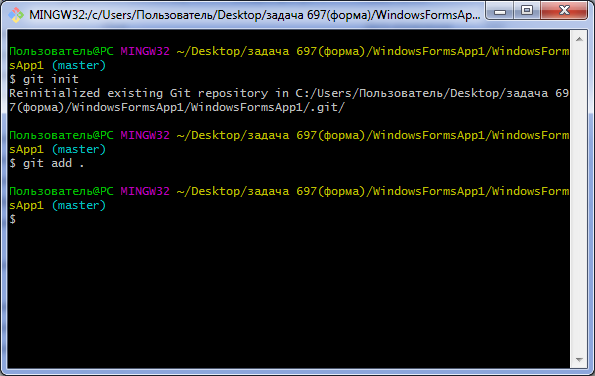 MINGW32:/c/Users/Пользователь/Desktop/задача 697(форма)/WindowsFormsAp...
Пользователь@PC MINGW32 ~/Desktop/задача 697(форма)/WindowsFormsApp1/WindowsForm
sApp1 (master)
$ git init
Reinitialized existing Git repository in C:/Users/Пользователь/Desktop/задача 69
7(форма)/WindowsFormsApp1/WindowsFormsApp1/.git/
Пользователь@PC MINGW32 ~/Desktop/задача 697(форма)/WindowsFormsApp1/WindowsForm
sApp1 (master)
$ git add .
Пользователь@PC MINGW32 ~/Desktop/задача 697(форма)/WindowsFormsApp1/WindowsForm
sApp1 (master)
$